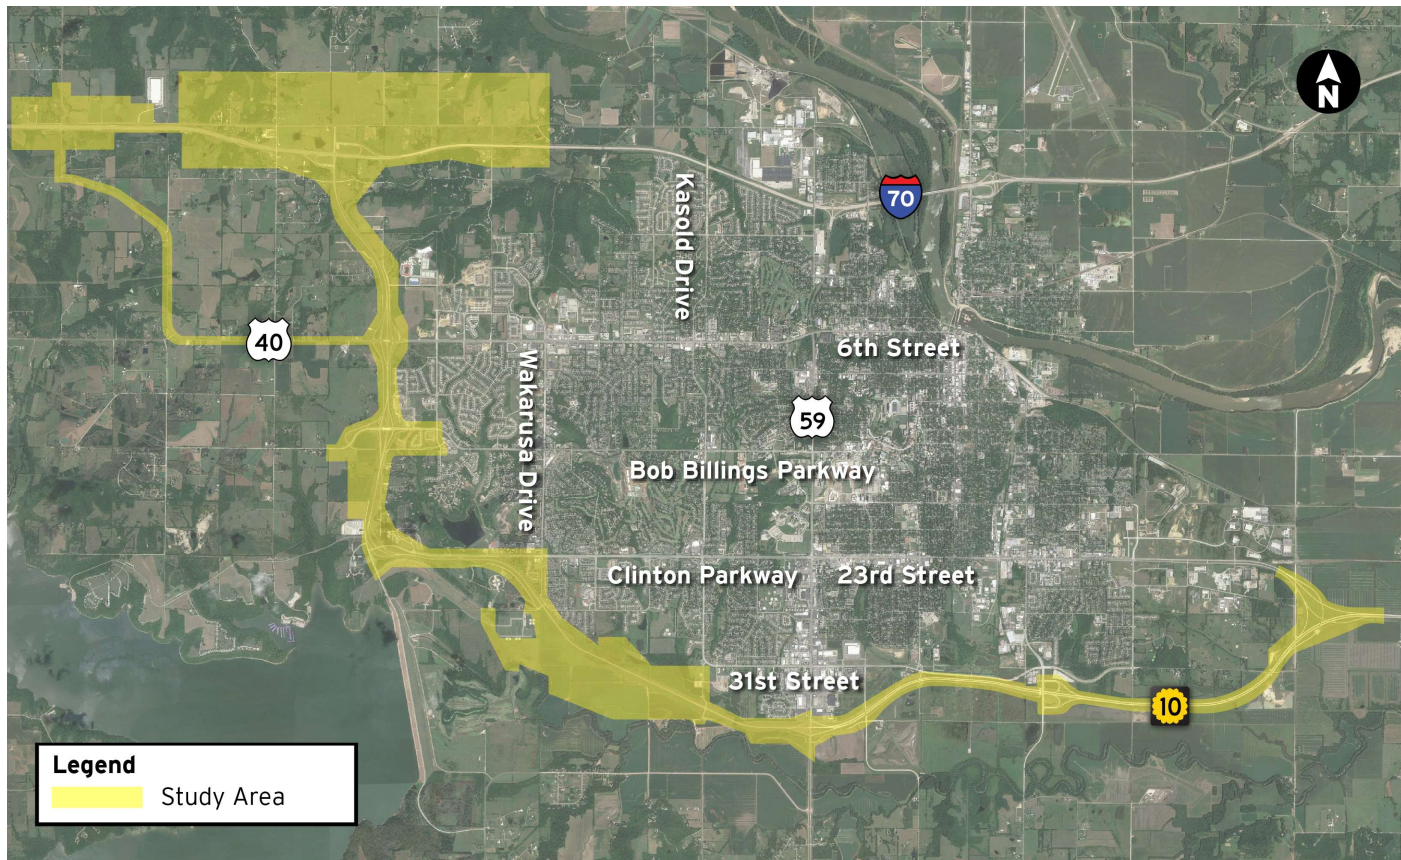 N
Kasold Drive
70
40
6th Street
Wakarusa Drive
59
Bob Billings Parkway
Clinton Parkway
23rd Street
31st Street
10
Legend
Study Area